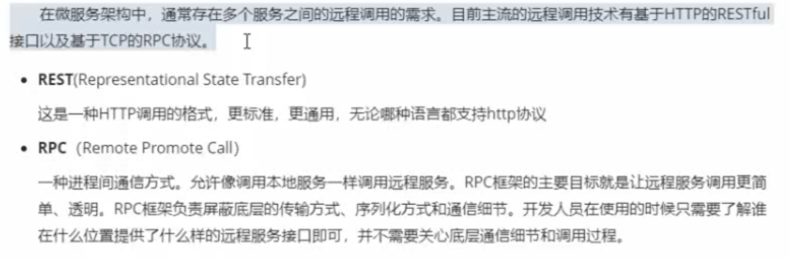 在微服务架构中，通常存在多个服务之间的远程调用的需求。目前主流的远程调用技术有基于HTTP的RESTful
接口以及基于TCP的RPC协议。
• REST(Representational State Transfer)
这是一种HTTP调用的格式，更标准，更通用，无论哪种语言都支持http协议
• RPC（Remote Promote Call）
一种进程间通信方式。允许像调用本地服务一样调用远程服务。RPC框架的主要目标就是让远程服务调用更简
单、透明。RPC框架负责屏蔽底层的传输方式、序列化方式和通信细节。开发人员在使用的时候只需要了解谁
在什么位置提供了什么样的远程服务接口即可，并不需要关心底层通信细节和调用过程。